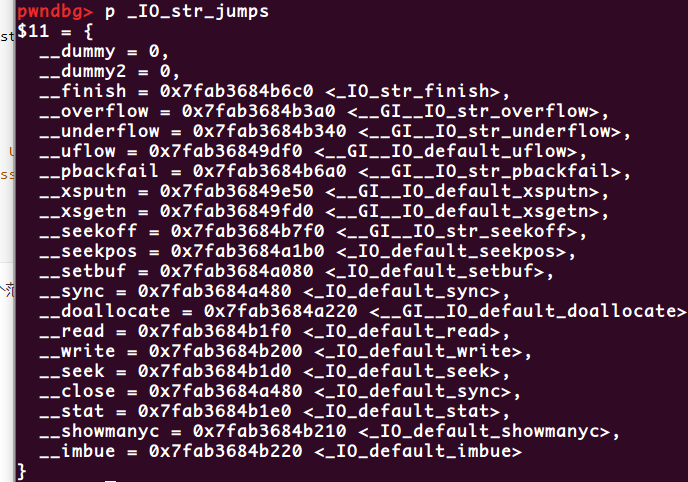 pwndbg> p _IO_str_jumps
$11 = {
  __dummy = 0,
  __dummy2 = 0,
  __finish = 0x7fab3684b6c0 <_IO_str_finish>,
  __overflow = 0x7fab3684b3a0 <__GI__IO_str_overflow>,
  __underflow = 0x7fab3684b340 <__GI__IO_str_underflow>,
  __uflow = 0x7fab36849df0 <__GI__IO_default_uflow>,
  __pbackfail = 0x7fab3684b6a0 <__GI__IO_str_pbackfail>,
  __xsputn = 0x7fab36849e50 <__GI__IO_default_xsputn>,
  __xsgetn = 0x7fab36849fd0 <__GI__IO_default_xsgetn>,
  __seekoff = 0x7fab3684b7f0 <__GI__IO_str_seekoff>,
  __seekpos = 0x7fab3684a1b0 <_IO_default_seekpos>,
  __setbuf = 0x7fab3684a080 <_IO_default_setbuf>,
  __sync = 0x7fab3684a480 <_IO_default_sync>,
  __doallocate = 0x7fab3684a220 <__GI__IO_default_doallocate>
  __read = 0x7fab3684b1f0 <_IO_default_read>,
  __write = 0x7fab3684b200 <_IO_default_write>,
  __seek = 0x7fab3684b1d0 <_IO_default_seek>,
  __close = 0x7fab3684a480 <_IO_default_sync>,
  __stat = 0x7fab3684b1e0 <_IO_default_stat>,
  __showmanyc = 0x7fab3684b210 <_IO_default_showmanyc>,
  __imbue = 0x7fab3684b220 <_IO_default_imbue>
}